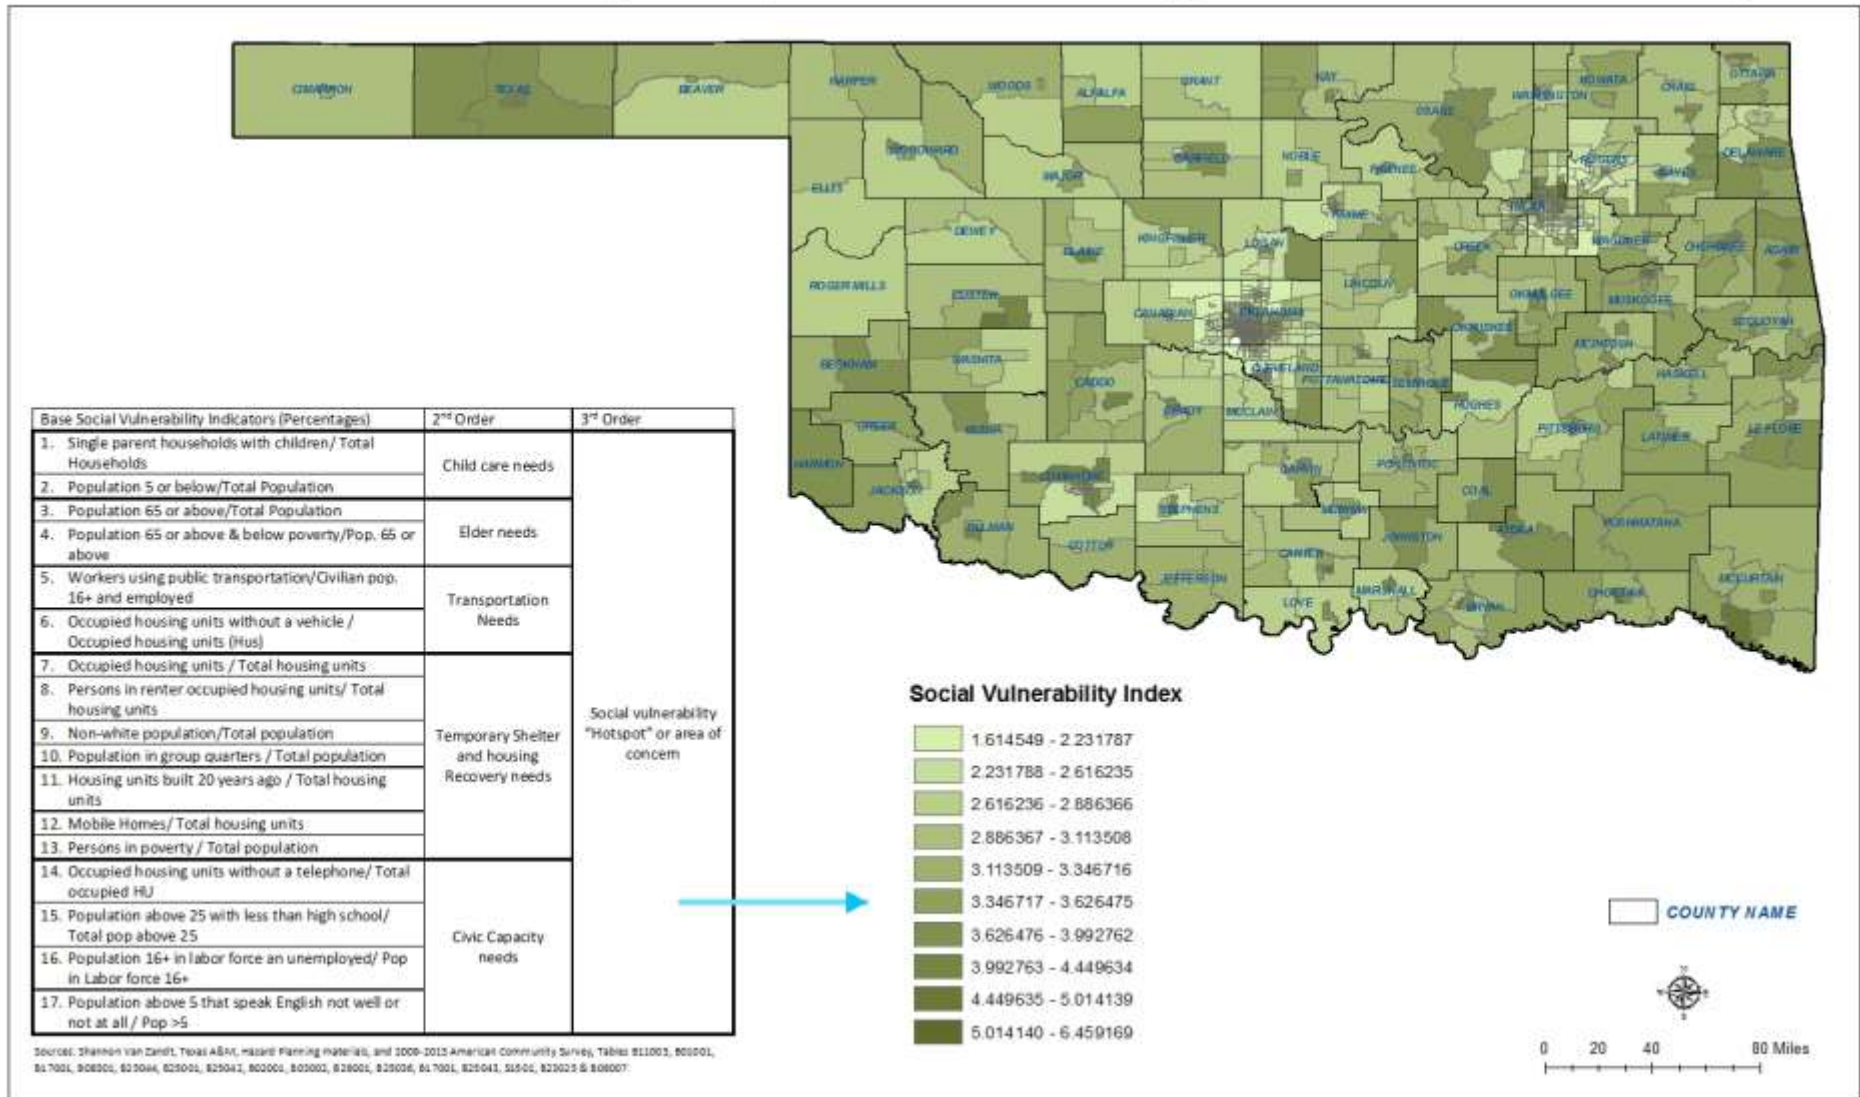 CIMARRON
TEXAS
BEAVER
HARPER
WOODS
ALFALFA
GRANT
KAY
OSAGE
WASHINGTON
NOWATA
CRAIG
OTTAWA
WOODWARD
GARFIELD
NOBLE
PAWNEE
ROGERS
MAYES
DELAWARE
ELLIS
MAJOR
PAYNE
TULSA
DEWEY
BLAINE
KINGFISHER
LOGAN
CREEK
WAGONER
CHEROKEE
ADAIR
ROGER MILLS
CUSTER
CANADIAN
OKLAHOMA
LINCOLN
OKMULGEE
MUSKOGEE
SEQUOYAH
BECKHAM
WASHITA
CADDO
CLEVELAND
POTTAWATOMIE
SEMINOLE
OKFUSKEE
MCINTOSH
HASKELL
GREER
KIOWA
GRADY
MCCLAIN
HUGHES
PITTSBURG
LATIMER
LE FLORE
HARMON
JACKSON
COMANCHE
GARVIN
PONTOTOC
COAL
TILLMAN
COTTON
STEPHENS
MURRAY
JOHNSTON
ATOKA
PUSHMATAHA
JEFFERSON
CARTER
LOVE
MARSHALL
BRYAN
CHOCTAW
MCCURTAIN
Base Social Vulnerability Indicators (Percentages) 2nd Order 3rd Order
1. Single parent households with children/ Total
Households
2. Population 5 or below/Total Population
Child care needs
3. Population 65 or above/Total Population
4. Population 65 or above & below poverty/Pop. 65 or
above
Elder needs
5. Workers using public transportation/Civilian pop.
16+ and employed
6. Occupied housing units without a vehicle /
Occupied housing units (Hus)
Transportation
Needs
7. Occupied housing units / Total housing units
8. Persons in renter occupied housing units/ Total
housing units
9. Non-white population/Total population
10. Population in group quarters / Total population
11. Housing units built 20 years ago / Total housing
units
12. Mobile Homes/ Total housing units
13. Persons in poverty / Total population
Temporary Shelter
and housing
Recovery needs
14. Occupied housing units without a telephone/ Total
occupied HU
15. Population above 25 with less than high school/
Total pop above 25
16. Population 16+ in labor force an unemployed/ Pop
in Labor force 16+
17. Population above 5 that speak English not well or
not at all / Pop >5
Civic Capacity
needs
Social vulnerability
"Hotspot" or area of
concern
Sources: Shannon Van Zandt, Texas A&M, Hazard Planning materials, and American Community Survey, Tables
Social Vulnerability Index
1.614549 - 2.231787
2.231788 - 2.616235
2.616236 - 2.886366
2.886367 - 3.113508
3.113509 - 3.346716
3.346717 - 3.626475
3.626476 - 3.992762
3.992763 - 4.449634
4.449635 - 5.014139
5.014140 - 6.459169
COUNTY NAME
0 20 40 80 Miles